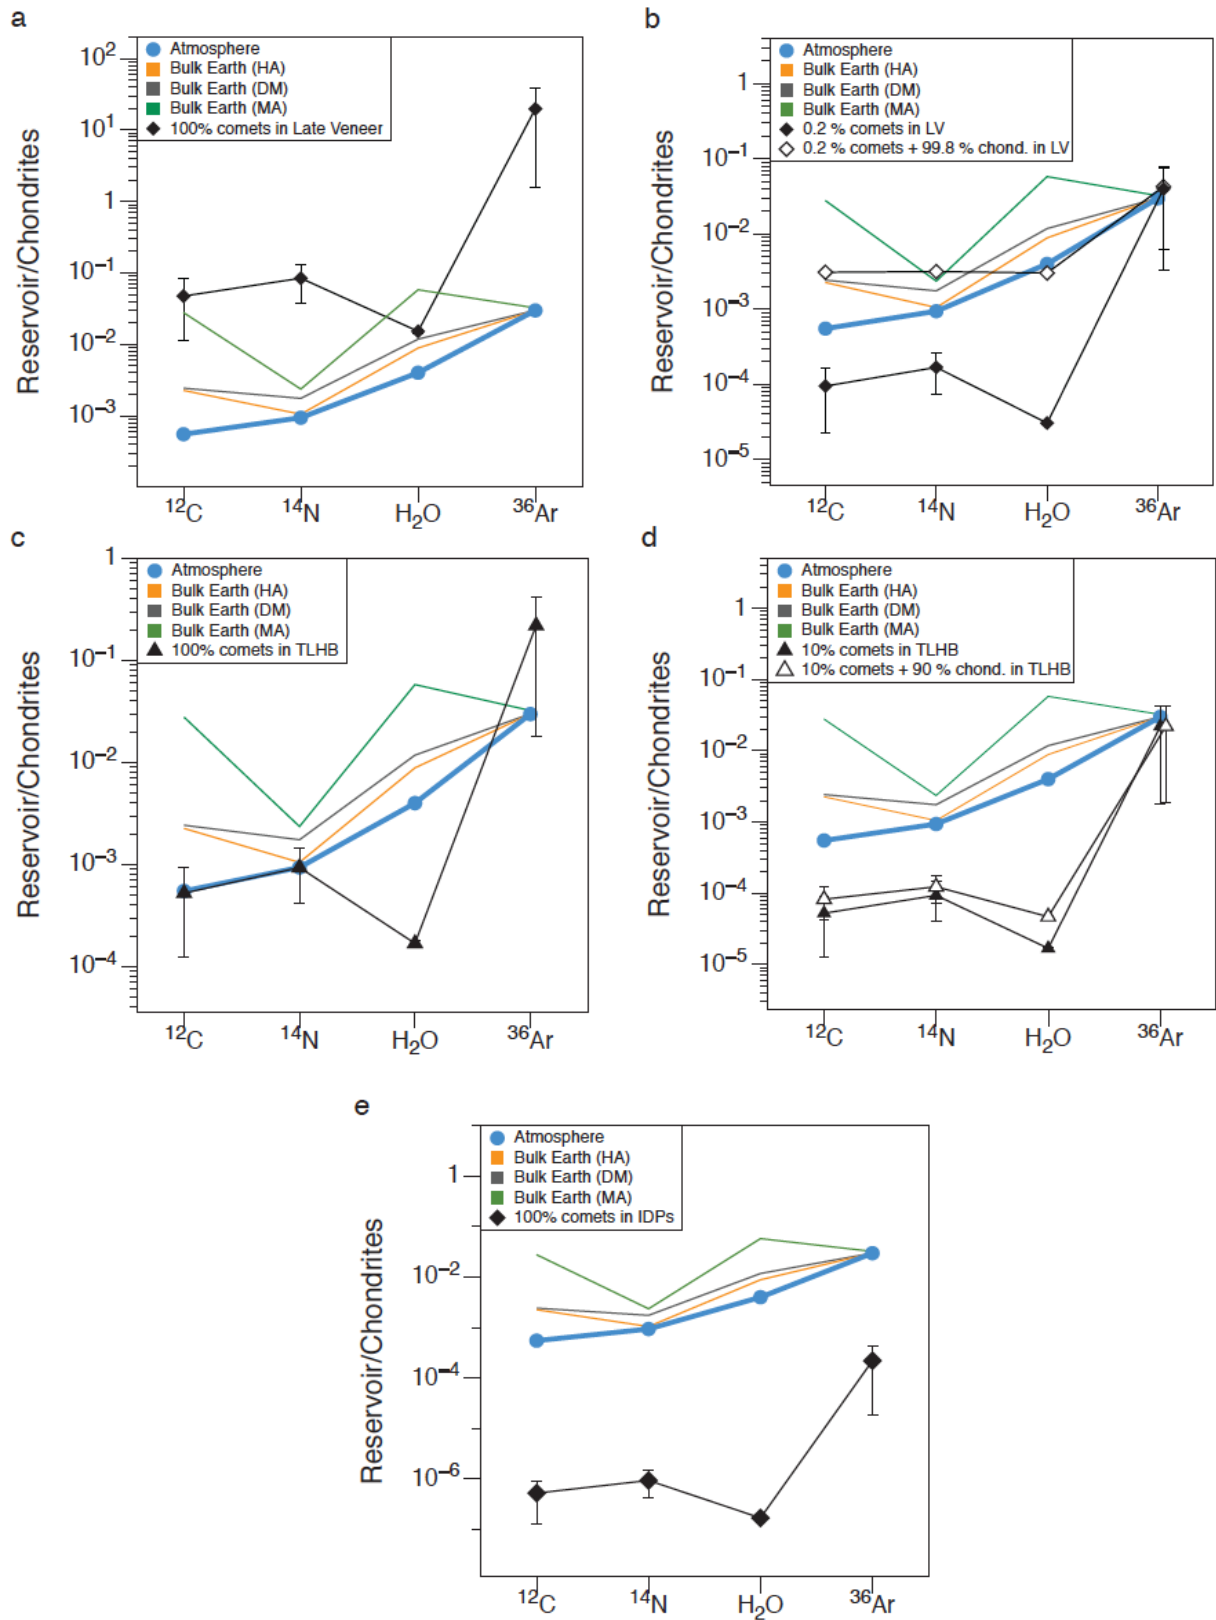 a
Reservoir/Chondrites
10²
10¹
1
10⁻¹
10⁻²
10⁻³
Atmosphere
Bulk Earth (HA)
Bulk Earth (DM)
Bulk Earth (MA)
100% comets in Late Veneer
¹²C ¹⁴N H₂O ³⁶Ar
b
Reservoir/Chondrites
1
10⁻¹
10⁻²
10⁻³
10⁻⁴
10⁻⁵
Atmosphere
Bulk Earth (HA)
Bulk Earth (DM)
Bulk Earth (MA)
0.2 % comets in LV
0.2 % comets + 99.8 % chond. in LV
¹²C ¹⁴N H₂O ³⁶Ar
c
Reservoir/Chondrites
1
10⁻¹
10⁻²
10⁻³
10⁻⁴
Atmosphere
Bulk Earth (HA)
Bulk Earth (DM)
Bulk Earth (MA)
100% comets in TLHB
¹²C ¹⁴N H₂O ³⁶Ar
d
Reservoir/Chondrites
1
10⁻¹
10⁻²
10⁻³
10⁻⁴
10⁻⁵
Atmosphere
Bulk Earth (HA)
Bulk Earth (DM)
Bulk Earth (MA)
10% comets in TLHB
10% comets + 90 % chond. in TLHB
¹²C ¹⁴N H₂O ³⁶Ar
e
Reservoir/Chondrites
1
10⁻²
10⁻⁴
10⁻⁶
Atmosphere
Bulk Earth (HA)
Bulk Earth (DM)
Bulk Earth (MA)
100% comets in IDPs
¹²C ¹⁴N H₂O ³⁶Ar